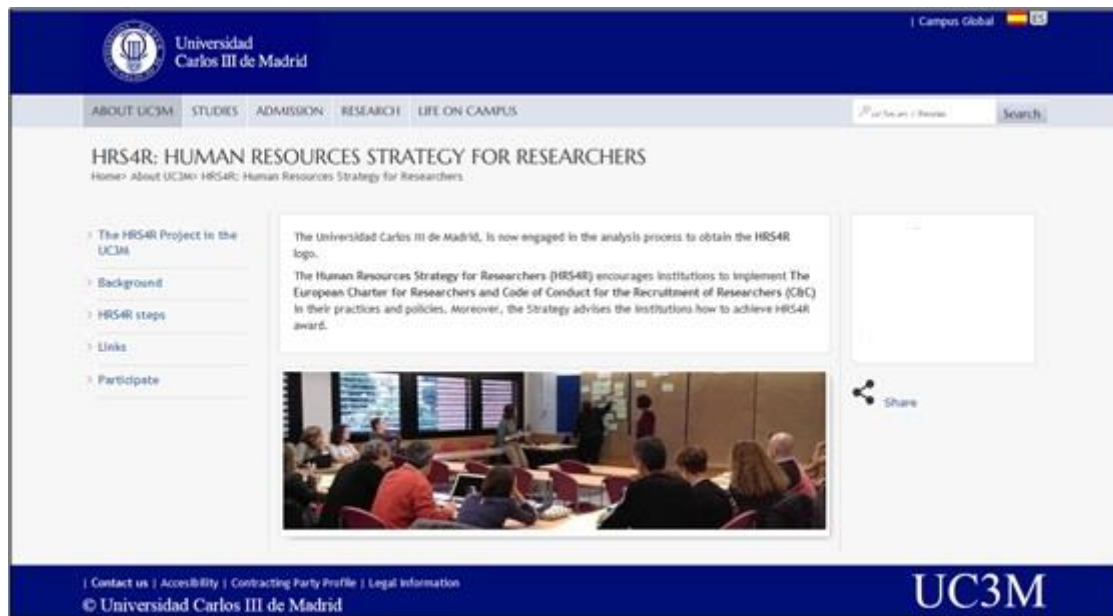 | Campus Global ES
Universidad
Carlos III de Madrid
ABOUT UC3M STUDIES ADMISSION RESEARCH LIFE ON CAMPUS
Search
HRS4R: HUMAN RESOURCES STRATEGY FOR RESEARCHERS
Home> About UC3M> HRS4R: Human Resources Strategy for Researchers
> The HRS4R Project in the
UC3M
> Background
> HRS4R steps
> Links
> Participate
The Universidad Carlos III de Madrid, is now engaged in the analysis process to obtain the HRS4R
logo.
The Human Resources Strategy for Researchers (HRS4R) encourages institutions to implement The
European Charter for Researchers and Code of Conduct for the Recruitment of Researchers (C&C)
in their practices and policies. Moreover, the Strategy advises the institutions how to achieve HRS4R
award.
Share
| Contact us | Accesibility | Contracting Party Profile | Legal Information
© Universidad Carlos III de Madrid
UC3M